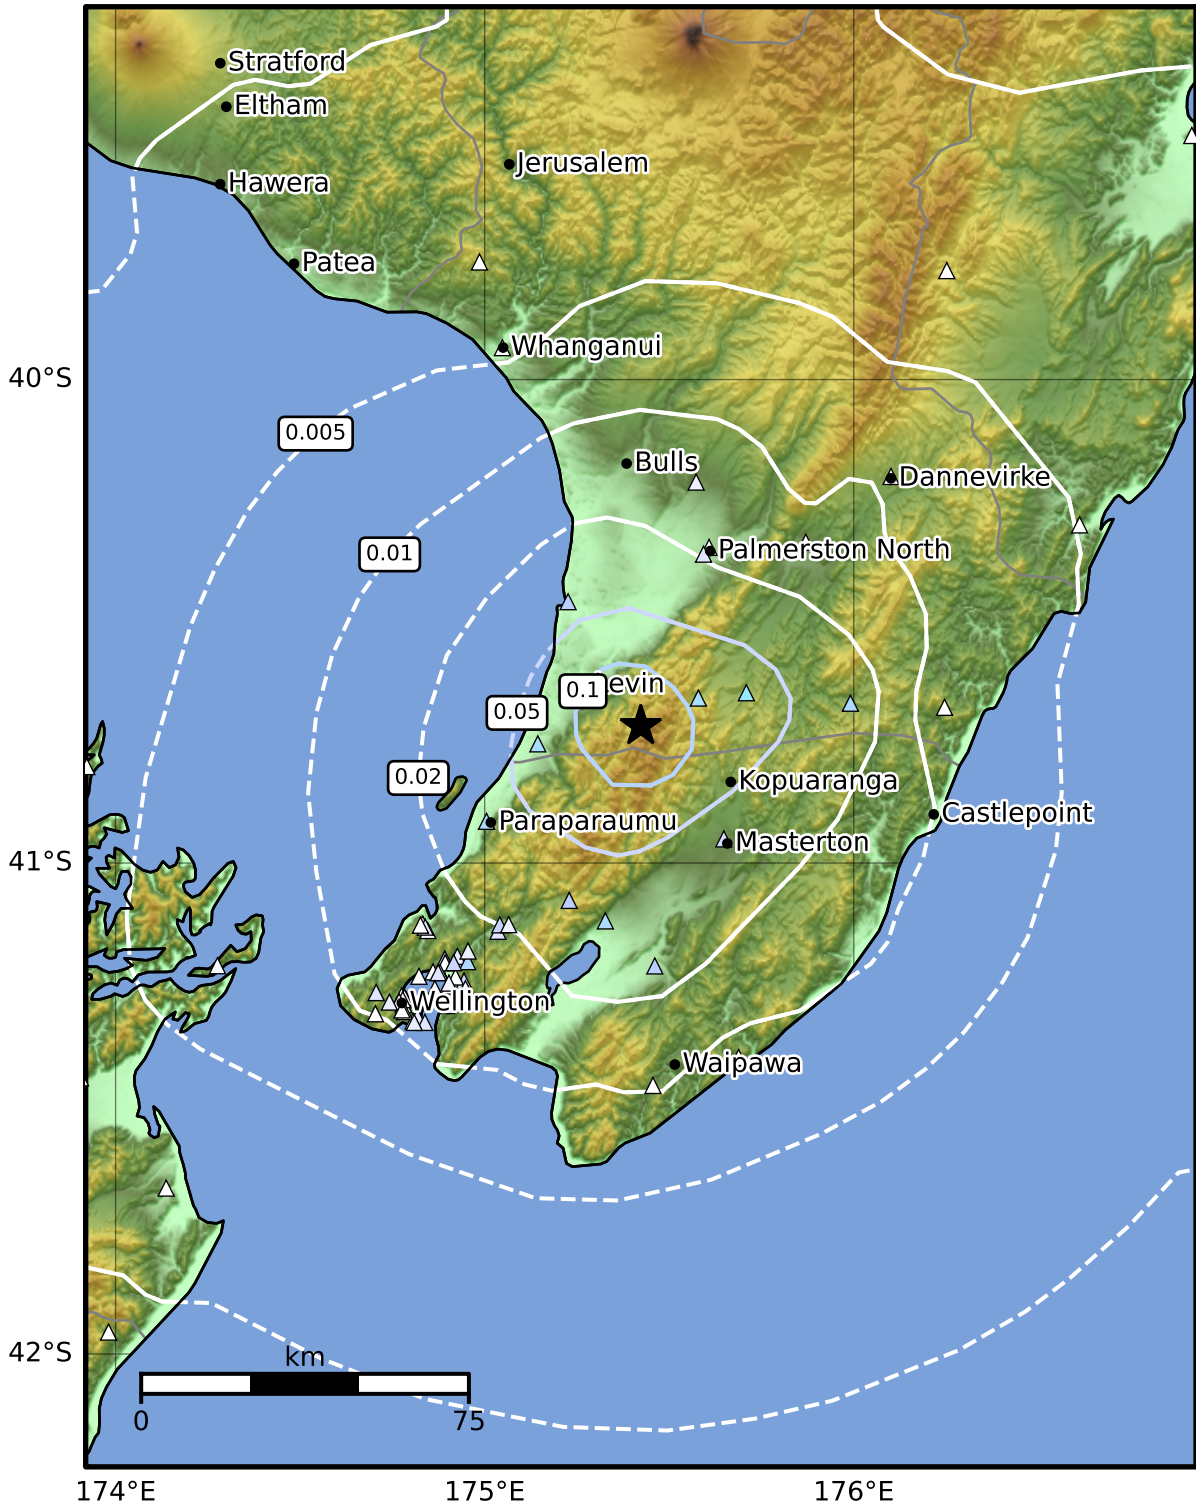 Stratford
Eltham
Jerusalem
Hawera
Patea
Whanganui
40°S
0.005
Bulls
Dannevirke
0.01
Palmerston North
evin
0.1
0.05
0.02
Kopuaranga
Castlepoint
Paraparaumu
Masterton
41°S
Wellington
Waipawa
42°S
km
0
75
174°E
175°E
176°E